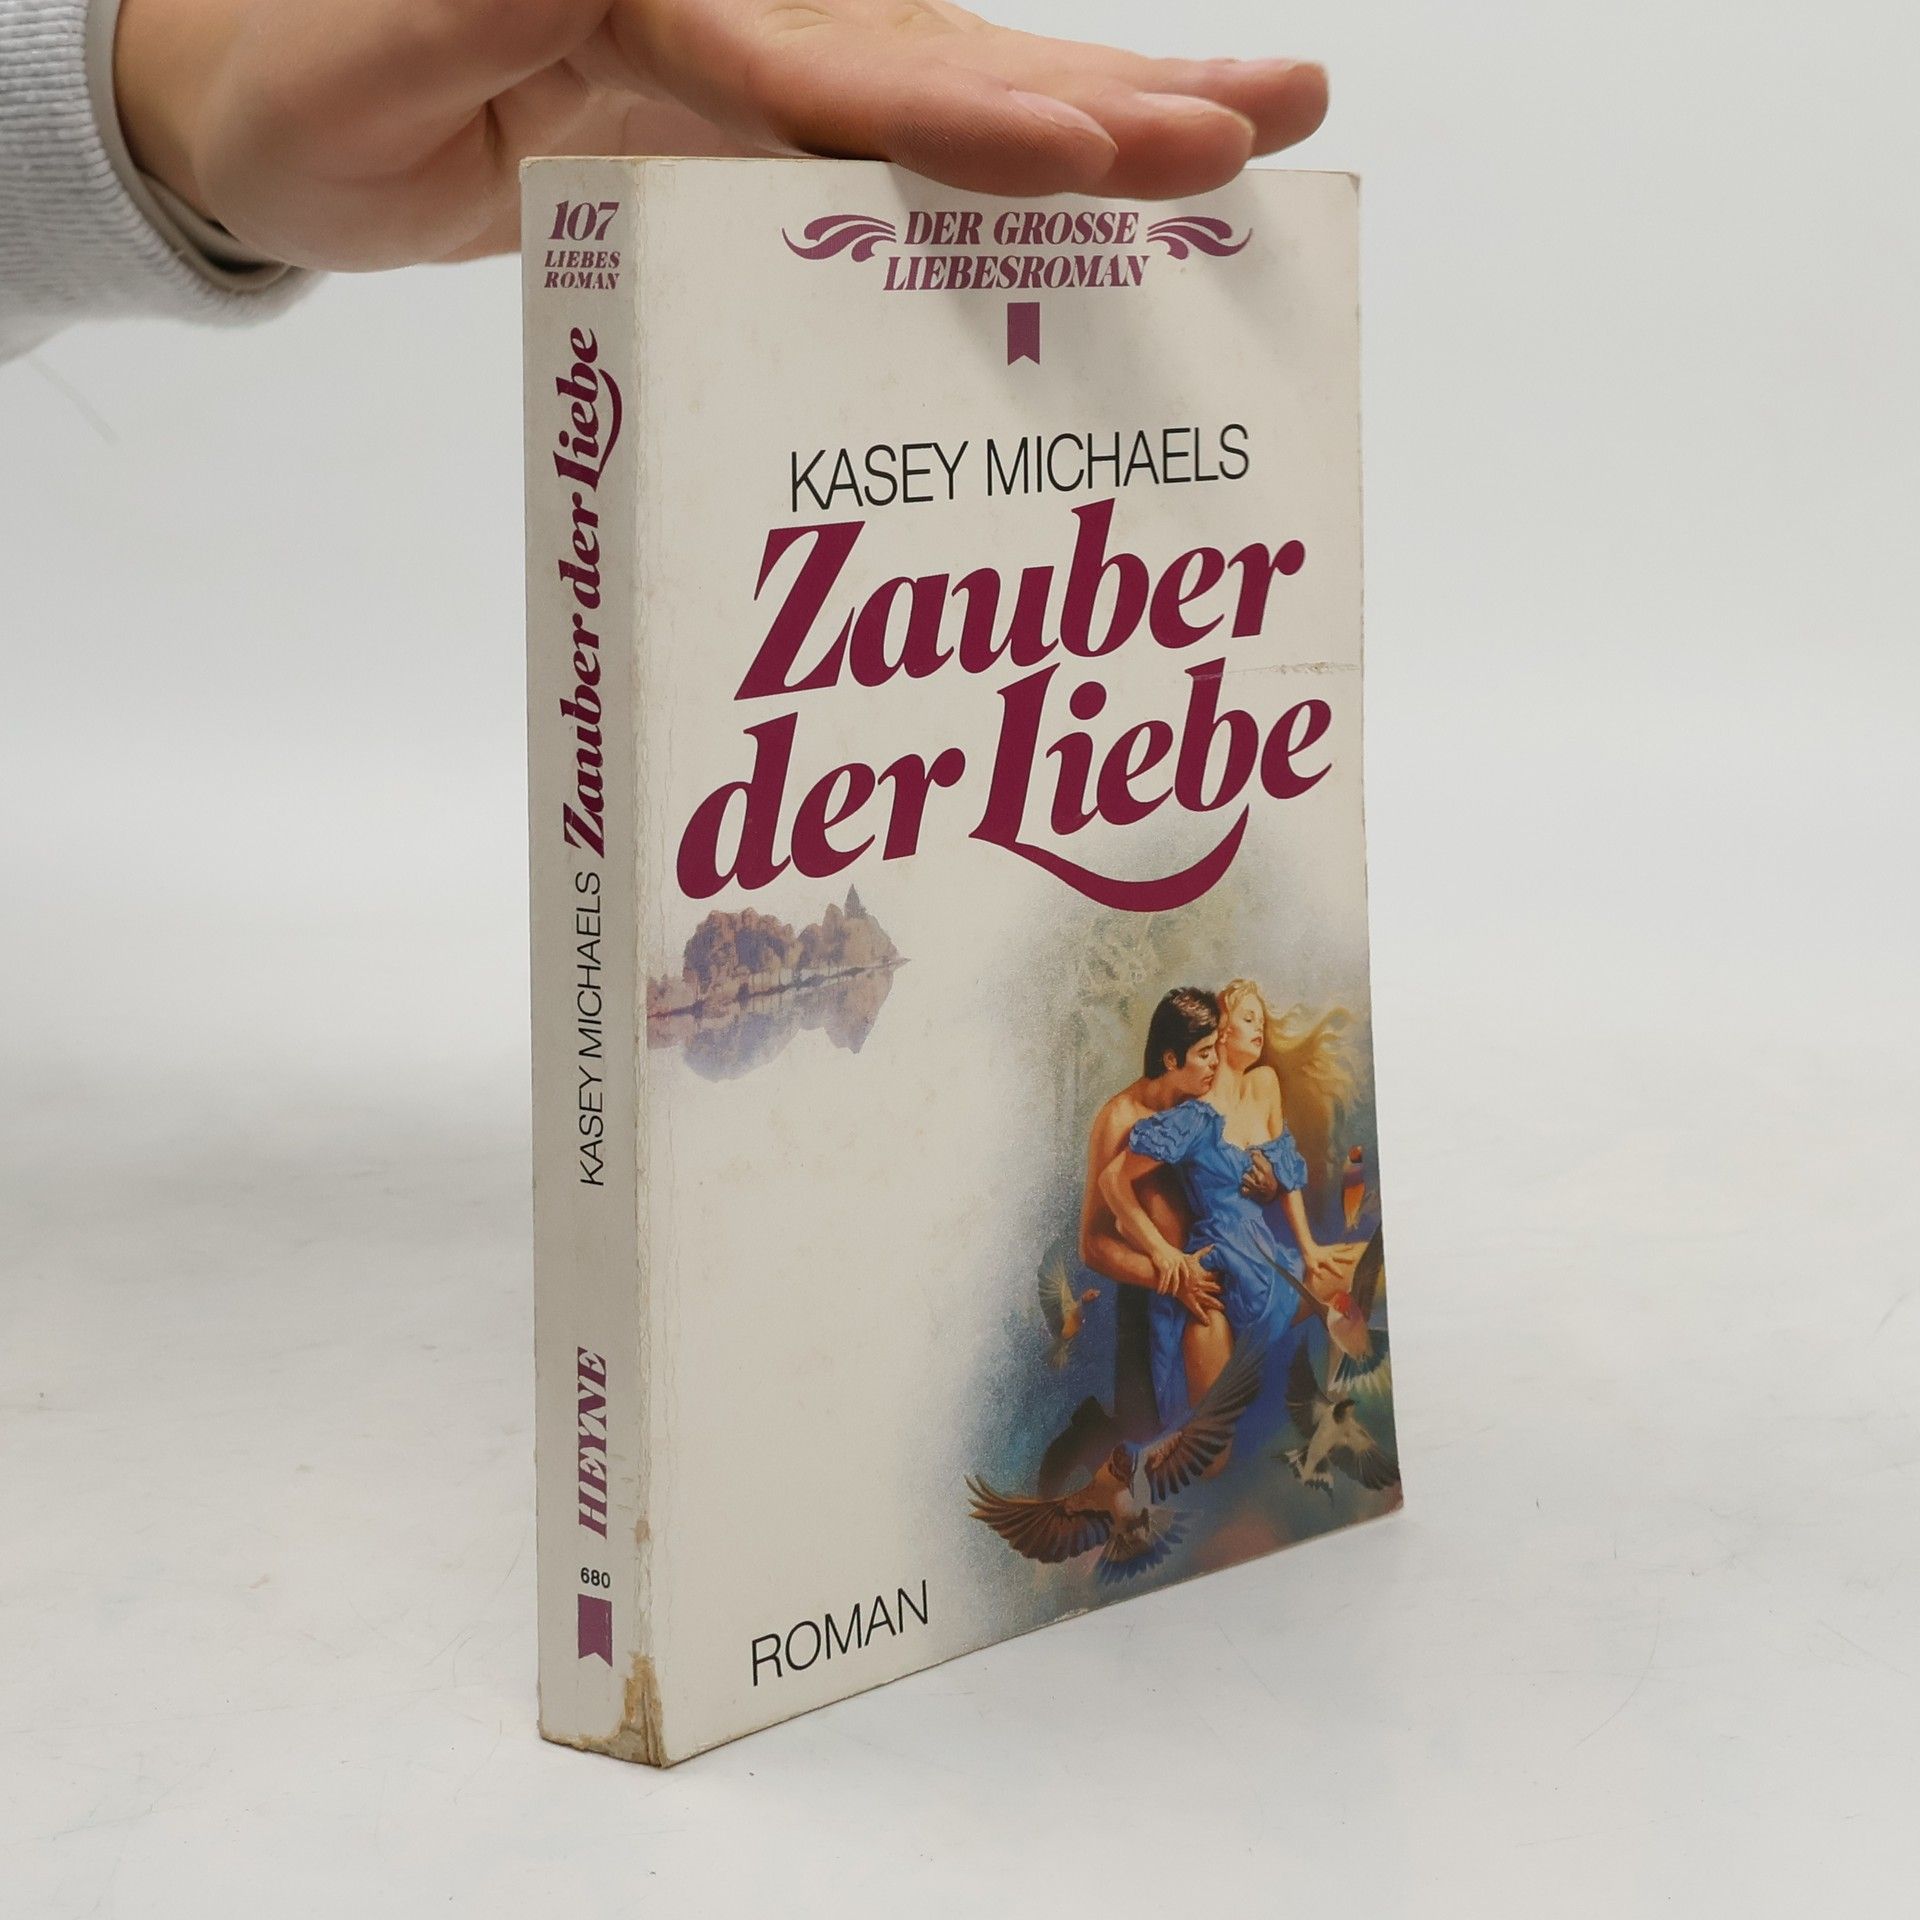 107
LIEBES
ROMAN
KASEY MICHAELS Zauber der Liebe
HEYNE
680
DER GROSSE
LIEBESROMAN
KASEY MICHAELS
Zauber
der Liebe
ROMAN